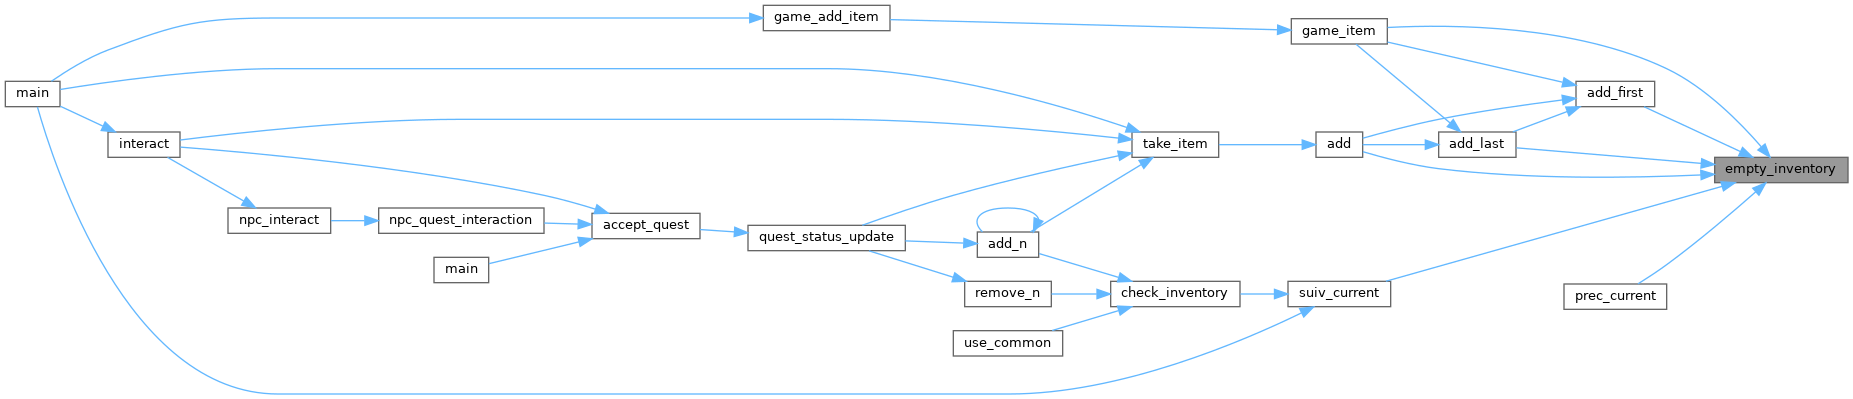 game_add_item
game_item
main
add_first
interact
take_item
add
add_last
empty_inventory
npc_interact
npc_quest_interaction
accept_quest
quest_status_update
add_n
main
remove_n
check_inventory
suiv_current
prec_current
use_common